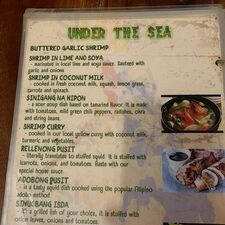 UNDER THE SEA
BUTTERED GARLIC SHRIMP
SHRIMP IN LIME AND SOYA
- marinated in local lime and soya sauce. Sauteed with
garlic and onions
SHRIMP IN COCONUT MILK
- cooked in fresh coconut milk, squash, lemon grass,
carrots and spinach.
SINIGANG NA HIPON
- a sour soup dish based on tamarind flavor. It is made
with tomatoes, mild green chili peppers, radishes, okra
and string beans.
SHRIMP CURRY
- cooked in our local yellow curry with coconut milk,
turmeric and vegetables.
RELLENONG PUSIT
- literally translates to stuffed squid. It is stuffed with
carrots, onions, and tomatoes. Baste with our
special house sauce.
ADOBONG PUSIT
- is a tasty squid dish cooked using the popular Filipino
adobo method.
SINUGBANG ISDA
- It's a grilled fish of your choice, it is stuffed with
onion leaves, onions and tomatoes